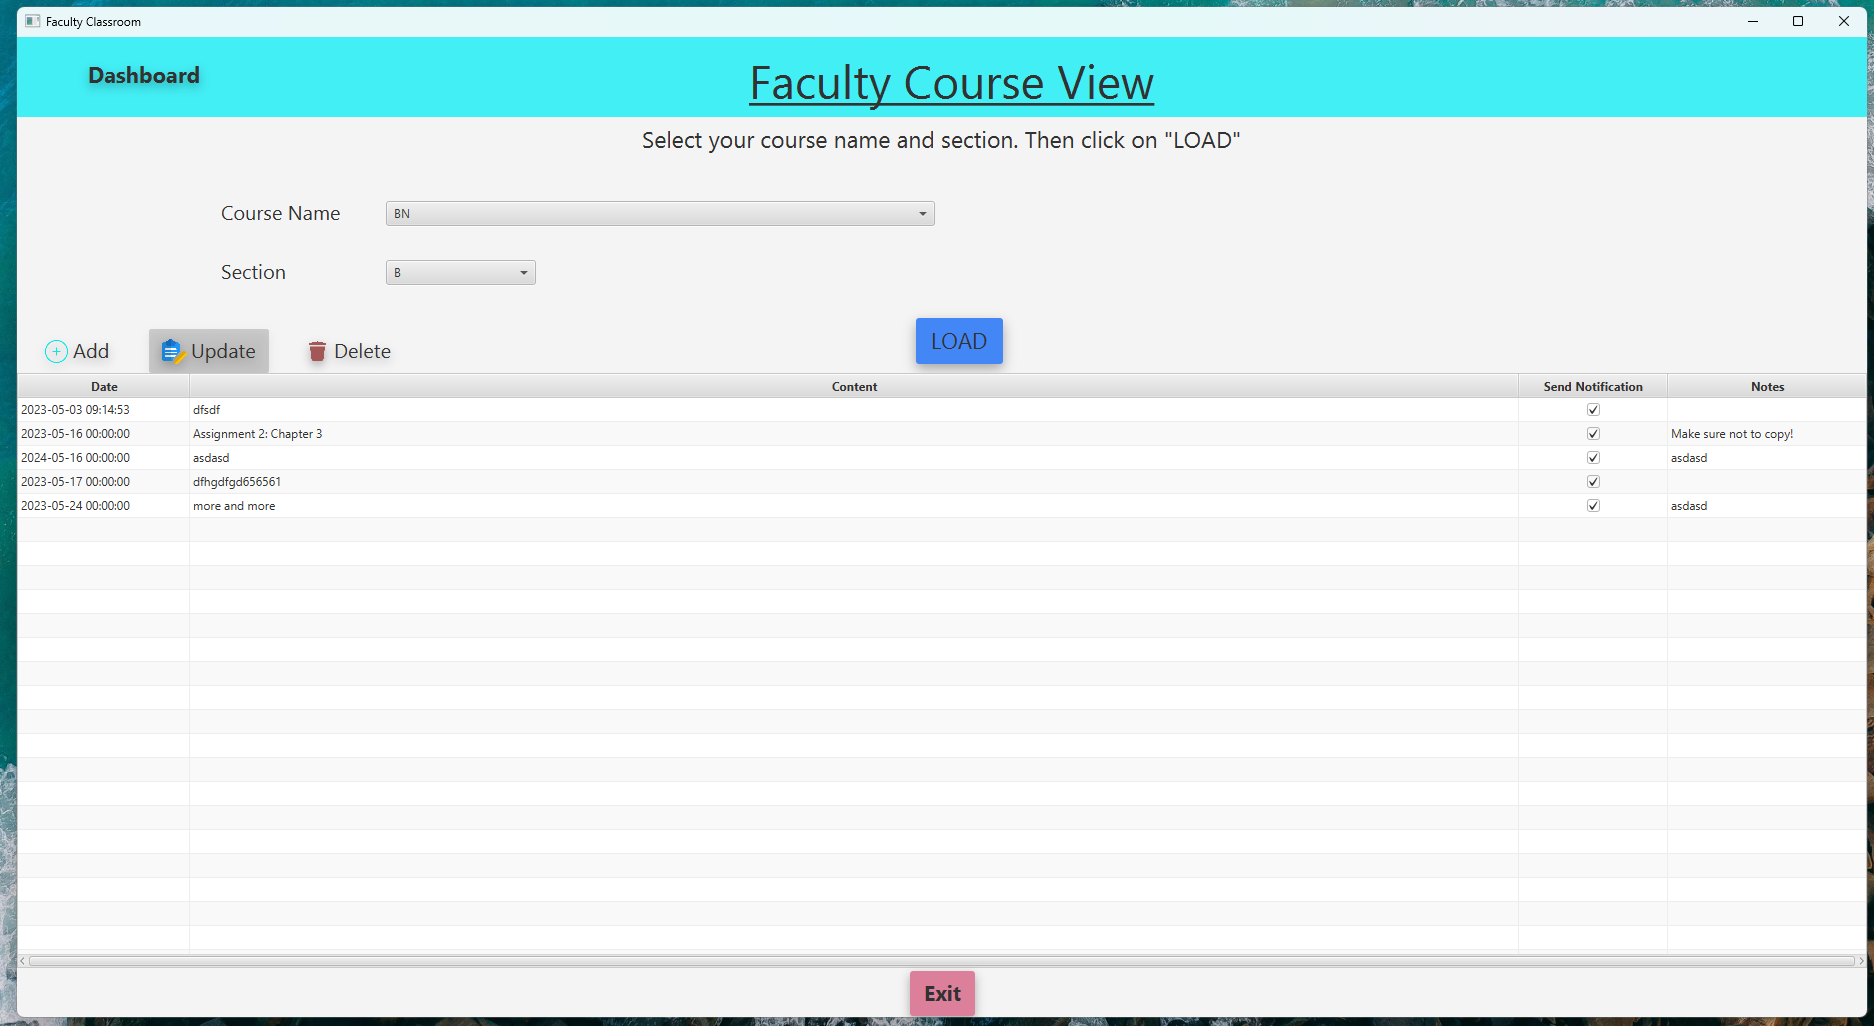 Faculty Classroom
Dashboard
Faculty Course View
Select your course name and section. Then click on "LOAD"
Course Name
BN
Section
B
Add
Update
Delete
LOAD
Date Content Send Notification Notes
2023-05-03 09:14:53 dfsdf
2023-05-16 00:00:00 Assignment 2: Chapter 3 Make sure not to copy!
2024-05-16 00:00:00 asdasd asdasd
2023-05-17 00:00:00 dfhgdfgd656561
2023-05-24 00:00:00 more and more asdasd
Exit